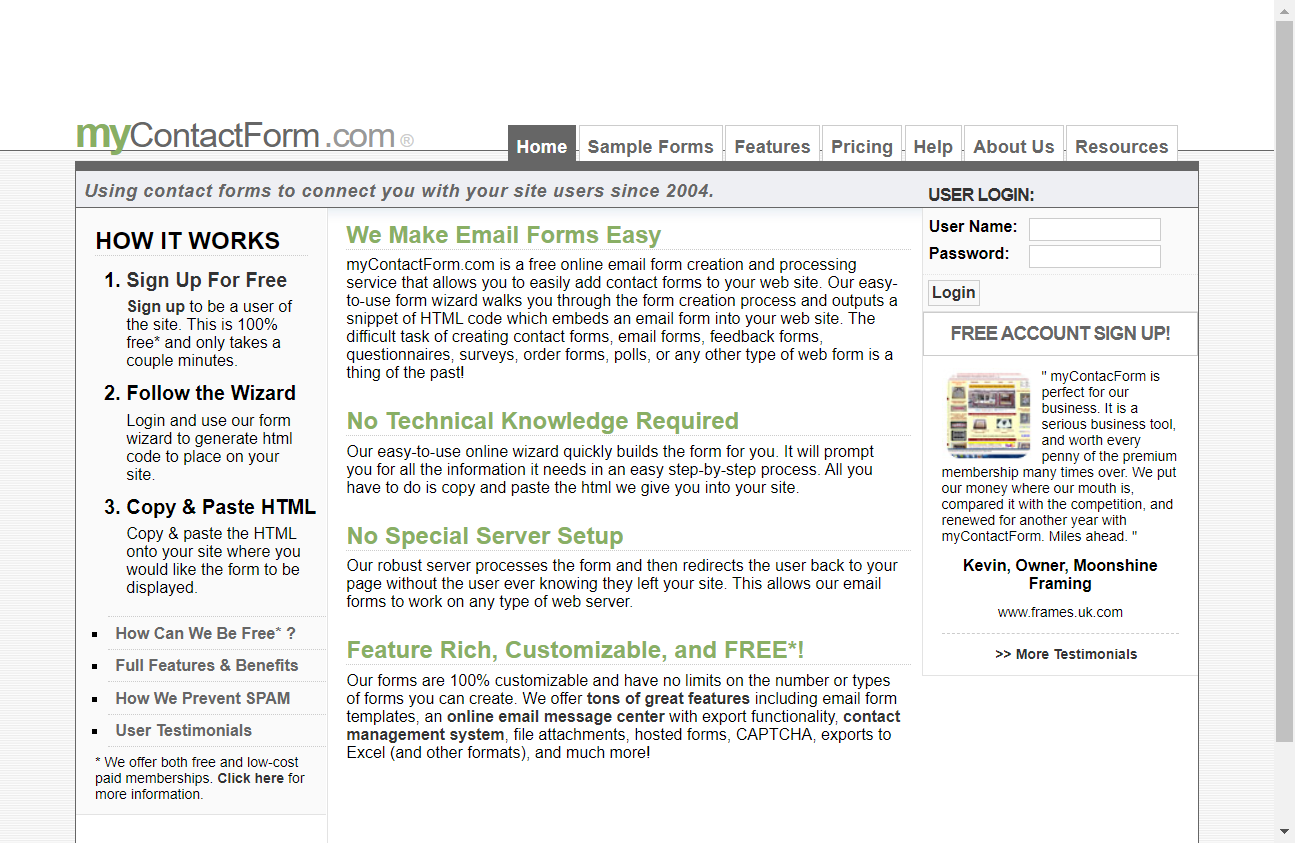 myContactForm.com ®
Home
Sample Forms
Features
Pricing
Help
About Us
Resources
Using contact forms to connect you with your site users since 2004.
HOW IT WORKS
1. Sign Up For Free
Sign up to be a user of
the site. This is 100%
free* and only takes a
couple minutes.
2. Follow the Wizard
Login and use our form
wizard to generate html
code to place on your
site.
3. Copy & Paste HTML
Copy & paste the HTML
onto your site where you
would like the form to be
displayed.
How Can We Be Free* ?
Full Features & Benefits
How We Prevent SPAM
User Testimonials
* We offer both free and low-cost
paid memberships. Click here for
more information.
We Make Email Forms Easy
myContactForm.com is a free online email form creation and processing
service that allows you to easily add contact forms to your web site. Our easy-
to-use form wizard walks you through the form creation process and outputs a
snippet of HTML code which embeds an email form into your web site. The
difficult task of creating contact forms, email forms, feedback forms,
questionnaires, surveys, order forms, polls, or any other type of web form is a
thing of the past!
No Technical Knowledge Required
Our easy-to-use online wizard quickly builds the form for you. It will prompt
you for all the information it needs in an easy step-by-step process. All you
have to do is copy and paste the html we give you into your site.
No Special Server Setup
Our robust server processes the form and then redirects the user back to your
page without the user ever knowing they left your site. This allows our email
forms to work on any type of web server.
Feature Rich, Customizable, and FREE*!
Our forms are 100% customizable and have no limits on the number or types
of forms you can create. We offer tons of great features including email form
templates, an online email message center with export functionality, contact
management system, file attachments, hosted forms, CAPTCHA, exports to
Excel (and other formats), and much more!
USER LOGIN:
User Name:
Password:
Login
FREE ACCOUNT SIGN UP!
" myContacForm is
perfect for our
business. It is a
serious business tool,
and worth every
penny of the premium
membership many times over. We put
our money where our mouth is,
compared it with the competition, and
renewed for another year with
myContactForm. Miles ahead. "
Kevin, Owner, Moonshine
Framing
www.frames.uk.com
>> More Testimonials